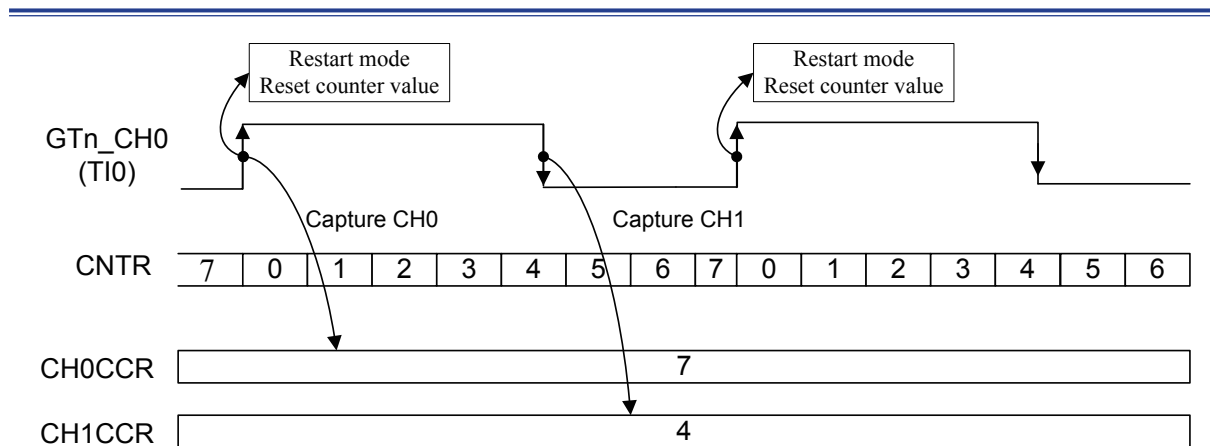 Restart mode
Reset counter value
Restart mode
Reset counter value
GTn_CH0
(TI0)
Capture CH0
Capture CH1
CNTR 7 0 1 2 3 4 5 6 7 0 1 2 3 4 5 6
CH0CCR 7
CH1CCR 4